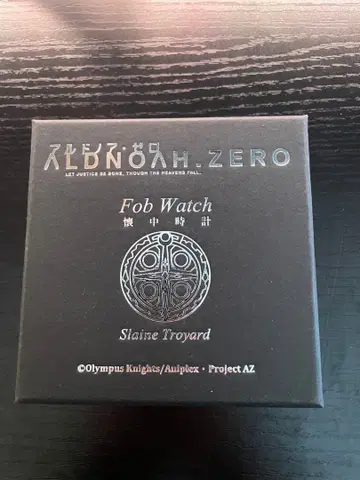 アルドノア・ゼロ
ALDNOAH.ZERO
LET JUSTICE BE DONE, THOUGH THE HEAVENS FALL.
Fob Watch
懐中時計
Slaine Troyard
©Olympus Knights/Aniplex・Project AZ